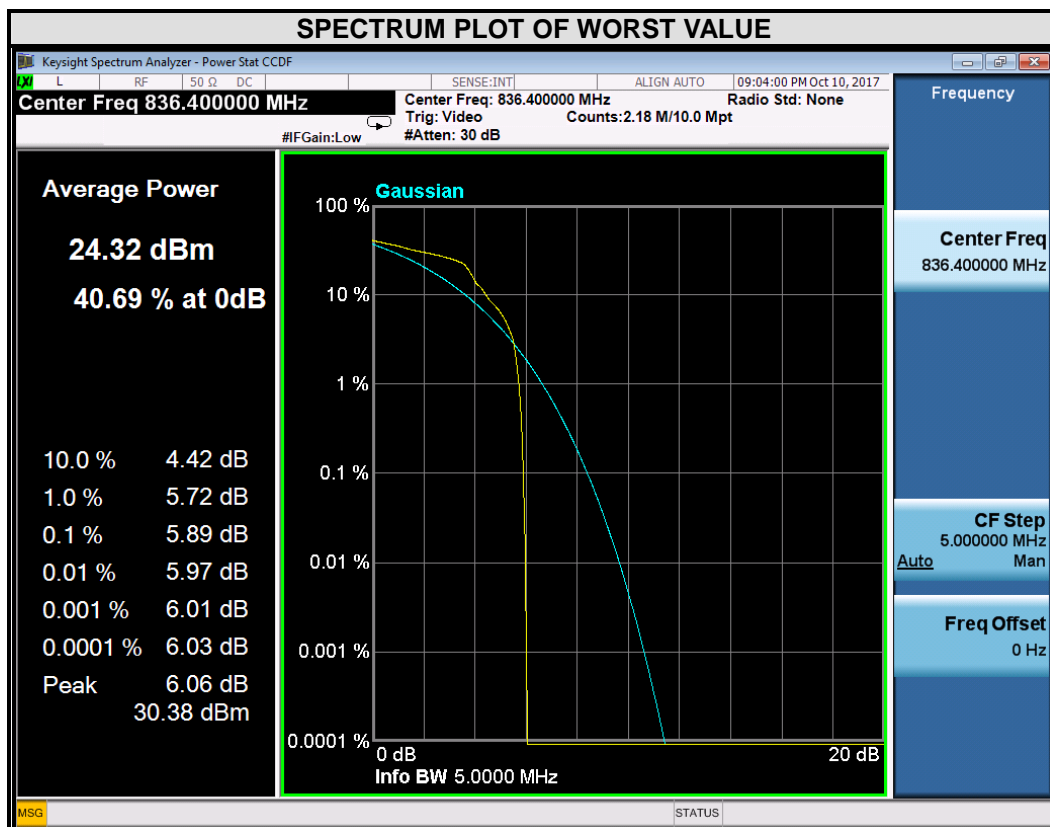 SPECTRUM PLOT OF WORST VALUE
Keysight Spectrum Analyzer - Power Stat CCDF
LXI L RF 50 Ω DC SENSE:INT ALIGN AUTO 09:04:00 PM Oct 10, 2017
Center Freq 836.400000 MHz
Center Freq: 836.400000 MHz Radio Std: None
Trig: Video Counts:2.18 M/10.0 Mpt
#IFGain:Low #Atten: 30 dB
Average Power
24.32 dBm
40.69 % at 0dB
10.0 % 4.42 dB
1.0 % 5.72 dB
0.1 % 5.89 dB
0.01 % 5.97 dB
0.001 % 6.01 dB
0.0001 % 6.03 dB
Peak 6.06 dB
30.38 dBm
Gaussian
100 %
10 %
1 %
0.1 %
0.01 %
0.001 %
0.0001 %
0 dB 20 dB
Info BW 5.0000 MHz
Frequency
Center Freq
836.400000 MHz
CF Step
5.000000 MHz
Auto Man
Freq Offset
0 Hz
MSG STATUS